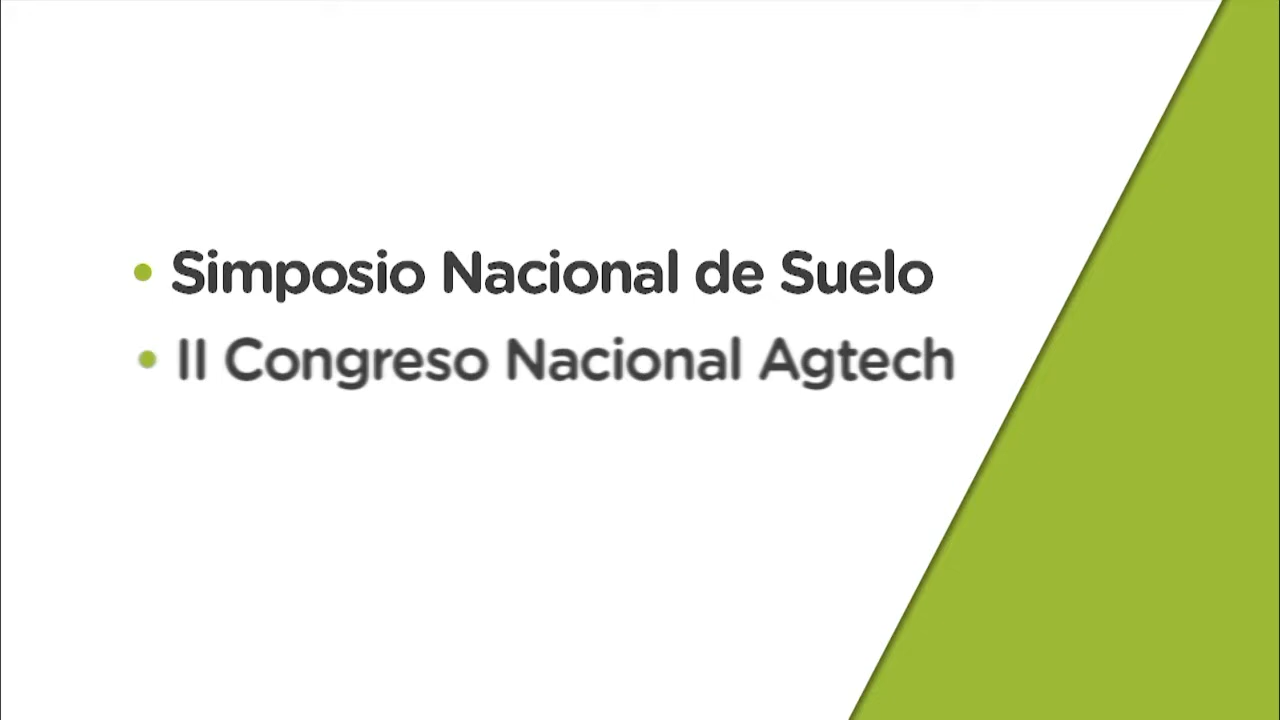 • Simposio Nacional de Suelo
• II Congreso Nacional Agtech